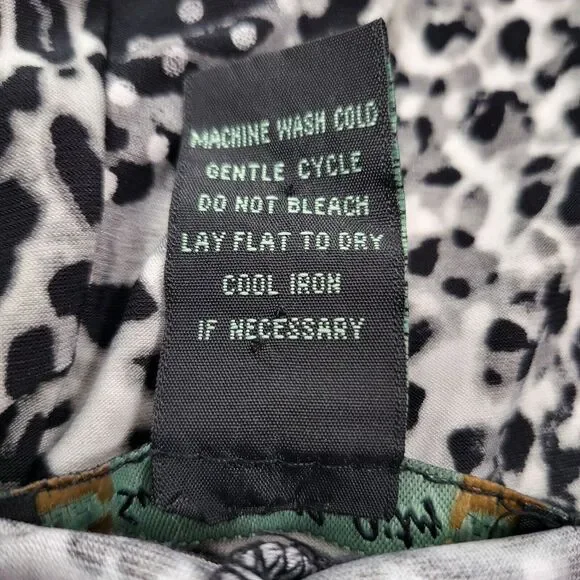 MACHINE WASH COLD
GENTLE CYCLE
DO NOT BLEACH
LAY FLAT TO DRY
COOL IRON
IF NECESSARY